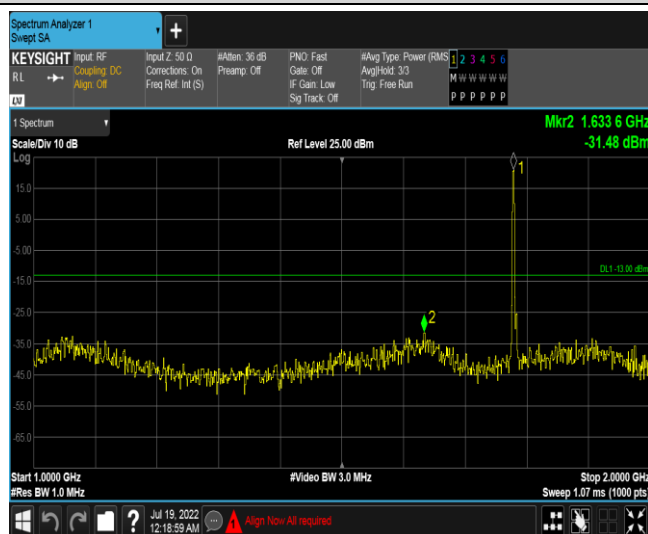 Spectrum Analyzer 1
Swept SA
+
KEYSIGHT
R L
LXI
Input: RF
Coupling: DC
Align: Off
Input Z: 50 Ω
Corrections: On
Freq Ref: Int (S)
#Atten: 36 dB
Preamp: Off
PNO: Fast
Gate: Off
IF Gain: Low
Sig Track: Off
#Avg Type: Power (RMS
Avg|Hold: 3/3
Trig: Free Run
1 2 3 4 5 6
M W W W W W
P P P P P P
1 Spectrum
Scale/Div 10 dB
Ref Level 25.00 dBm
Mkr2 1.633 6 GHz
-31.48 dBm
Log
1
15.0
5.00
-5.00
DL1 -13.00 dBm
-15.0
-25.0
2
-35.0
-45.0
-55.0
-65.0
Start 1.0000 GHz
#Video BW 3.0 MHz
Stop 2.0000 GHz
#Res BW 1.0 MHz
Sweep 1.07 ms (1000 pts)
?
Jul 19, 2022
12:18:59 AM
Align Now All required